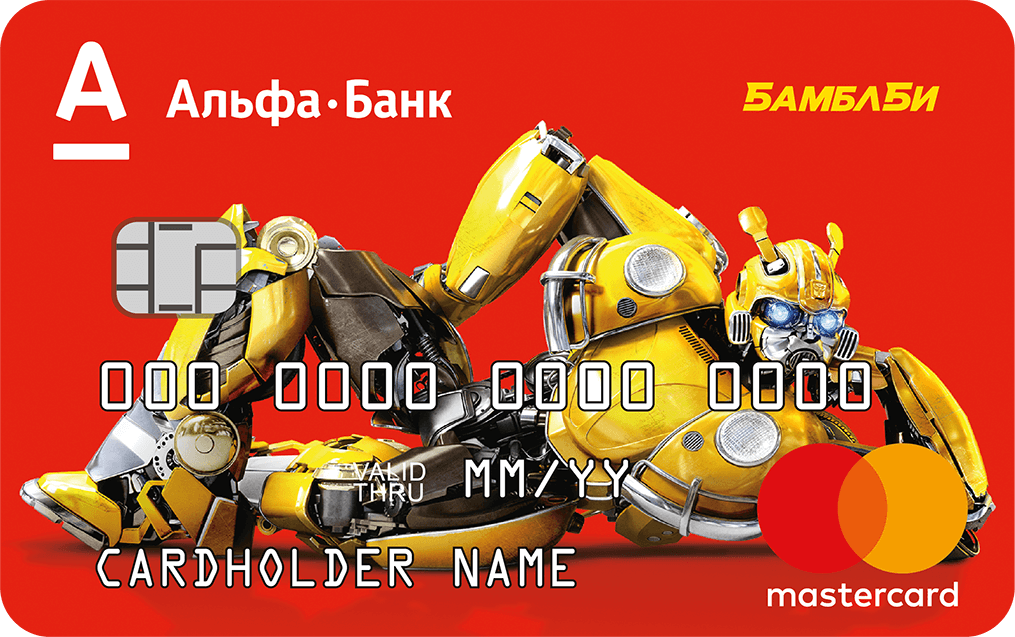 А
Альфа·Банк
БАМБЛБИ
000 0000 0000 0000
VALID
THRU
MM/YY
CARDHOLDER NAME
mastercard